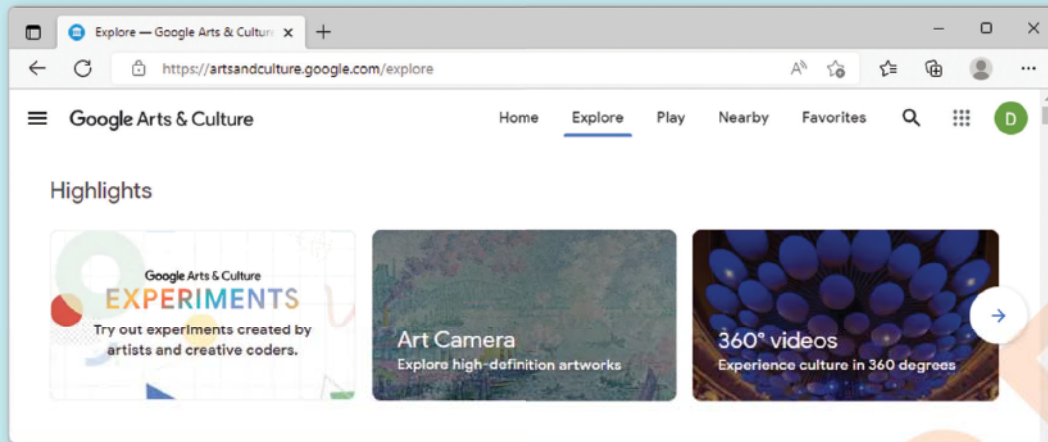 Explore — Google Arts & Culture
https://artsandculture.google.com/explore
Google Arts & Culture Home Explore Play Nearby Favorites D
Highlights
Google Arts & Culture
EXPERIMENTS
Try out experiments created by
artists and creative coders.
Art Camera
Explore high-definition artworks
360° videos
Experience culture in 360 degrees